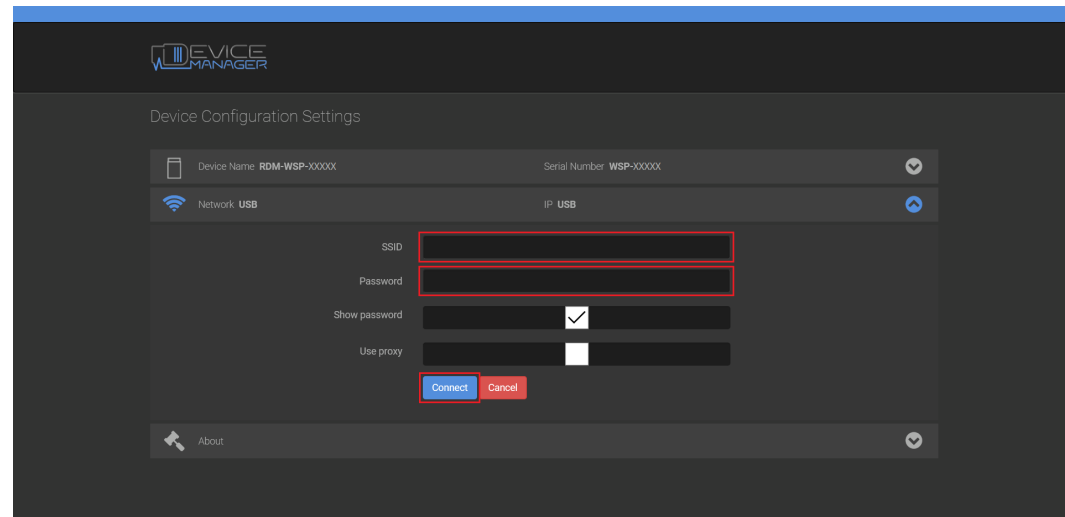 DEVICE
MANAGER
Device Configuration Settings
Device Name RDM-WSP-XXXXX Serial Number WSP-XXXXX
Network USB IP USB
SSID
Password
Show password
Use proxy
Connect Cancel
About